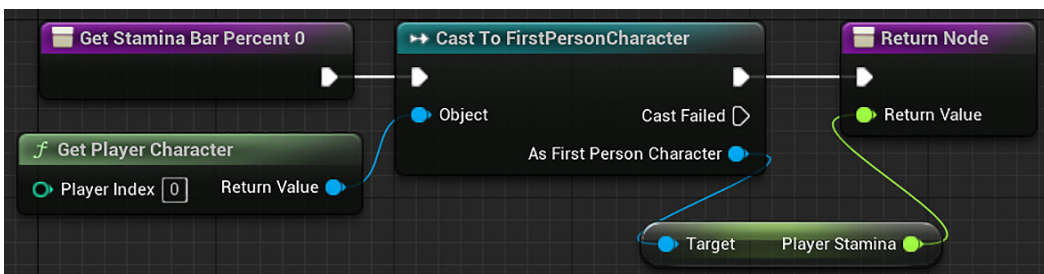 Get Stamina Bar Percent 0
Cast To FirstPersonCharacter
Return Node
Object
Cast Failed
Return Value
f Get Player Character
As First Person Character
Player Index 0
Return Value
Target
Player Stamina